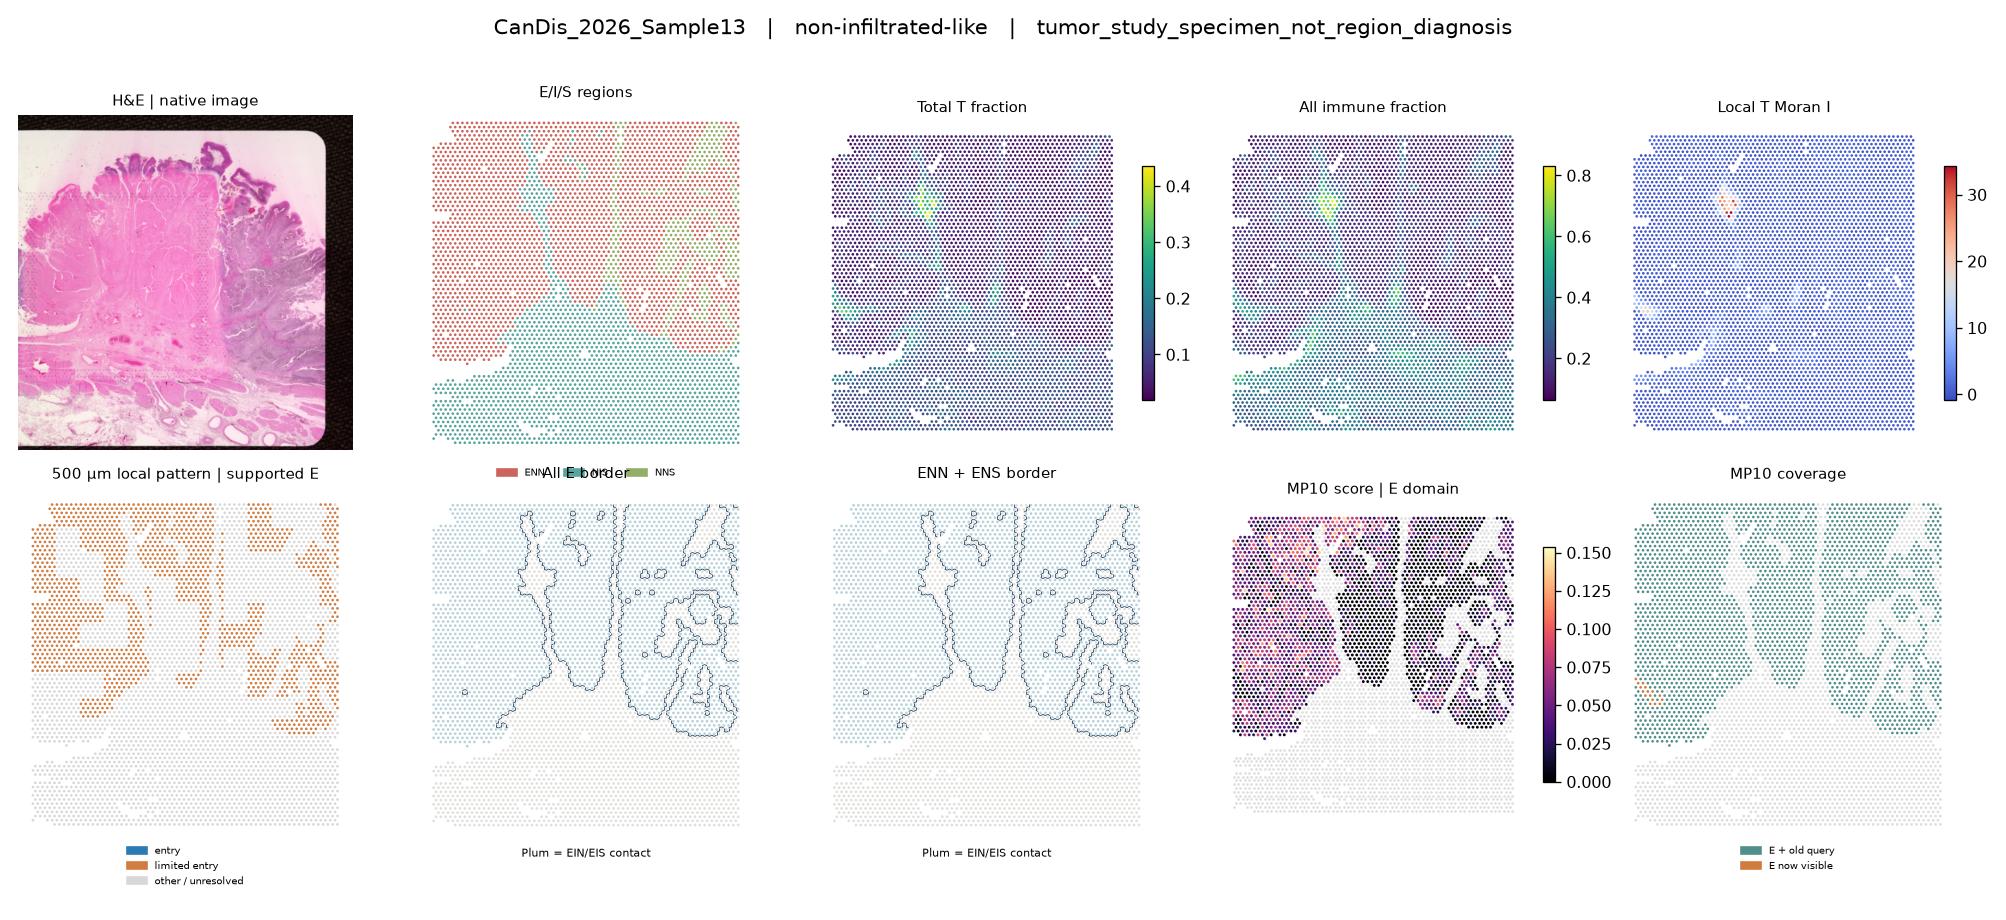 CanDis_2026_Sample13 | non-infiltrated-like | tumor_study_specimen_not_region_diagnosis
H&E | native image
E/I/S regions
Total T fraction
All immune fraction
Local T Moran I
0.4
0.3
0.2
0.1
0.8
0.6
0.4
0.2
30
20
10
0
ENN
NNS
500 µm local pattern | supported E
All E border
ENN + ENS border
MP10 score | E domain
MP10 coverage
0.150
0.125
0.100
0.075
0.050
0.025
0.000
entry
limited entry
other / unresolved
Plum = EIN/EIS contact
Plum = EIN/EIS contact
E + old query
E now visible